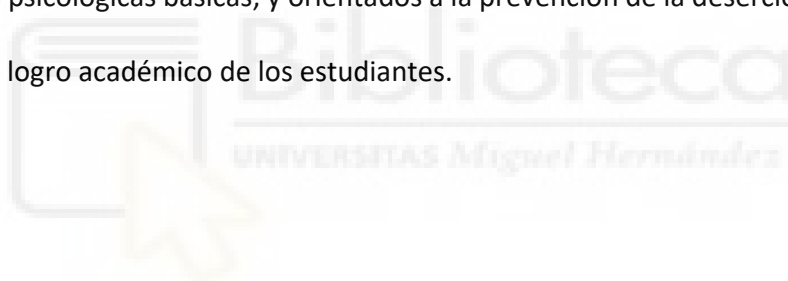 psicológicas básicas, y orientados a la prevención de la
logro académico de los estudiantes.
Biblioteca
UNIVERSITAS Miguel Hernández